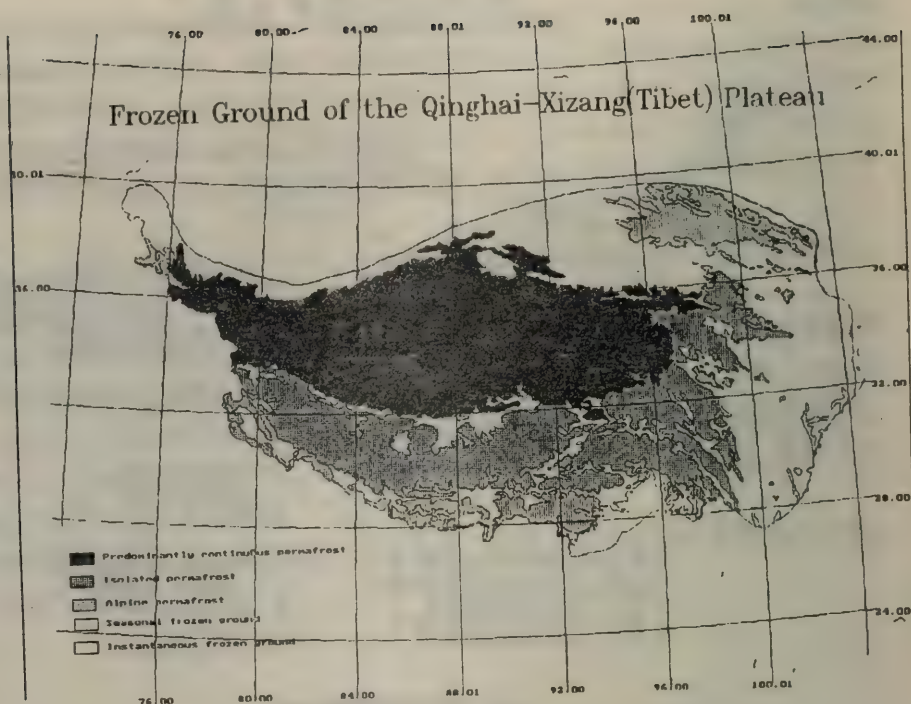 76.00 80.00 84.00 88.01 92.00 96.00 100.01
44.00
Frozen Ground of the Qinghai-Xizang(Tibet) Plateau
40.01
36.00
36.00
32.00
28.00
Predominantly continuous permafrost
Isolated permafrost
Alpine permafrost
Seasonal frozen ground
Instantaneous frozen ground
24.00
76.00 80.00 84.00 88.01 92.00 96.00 100.01